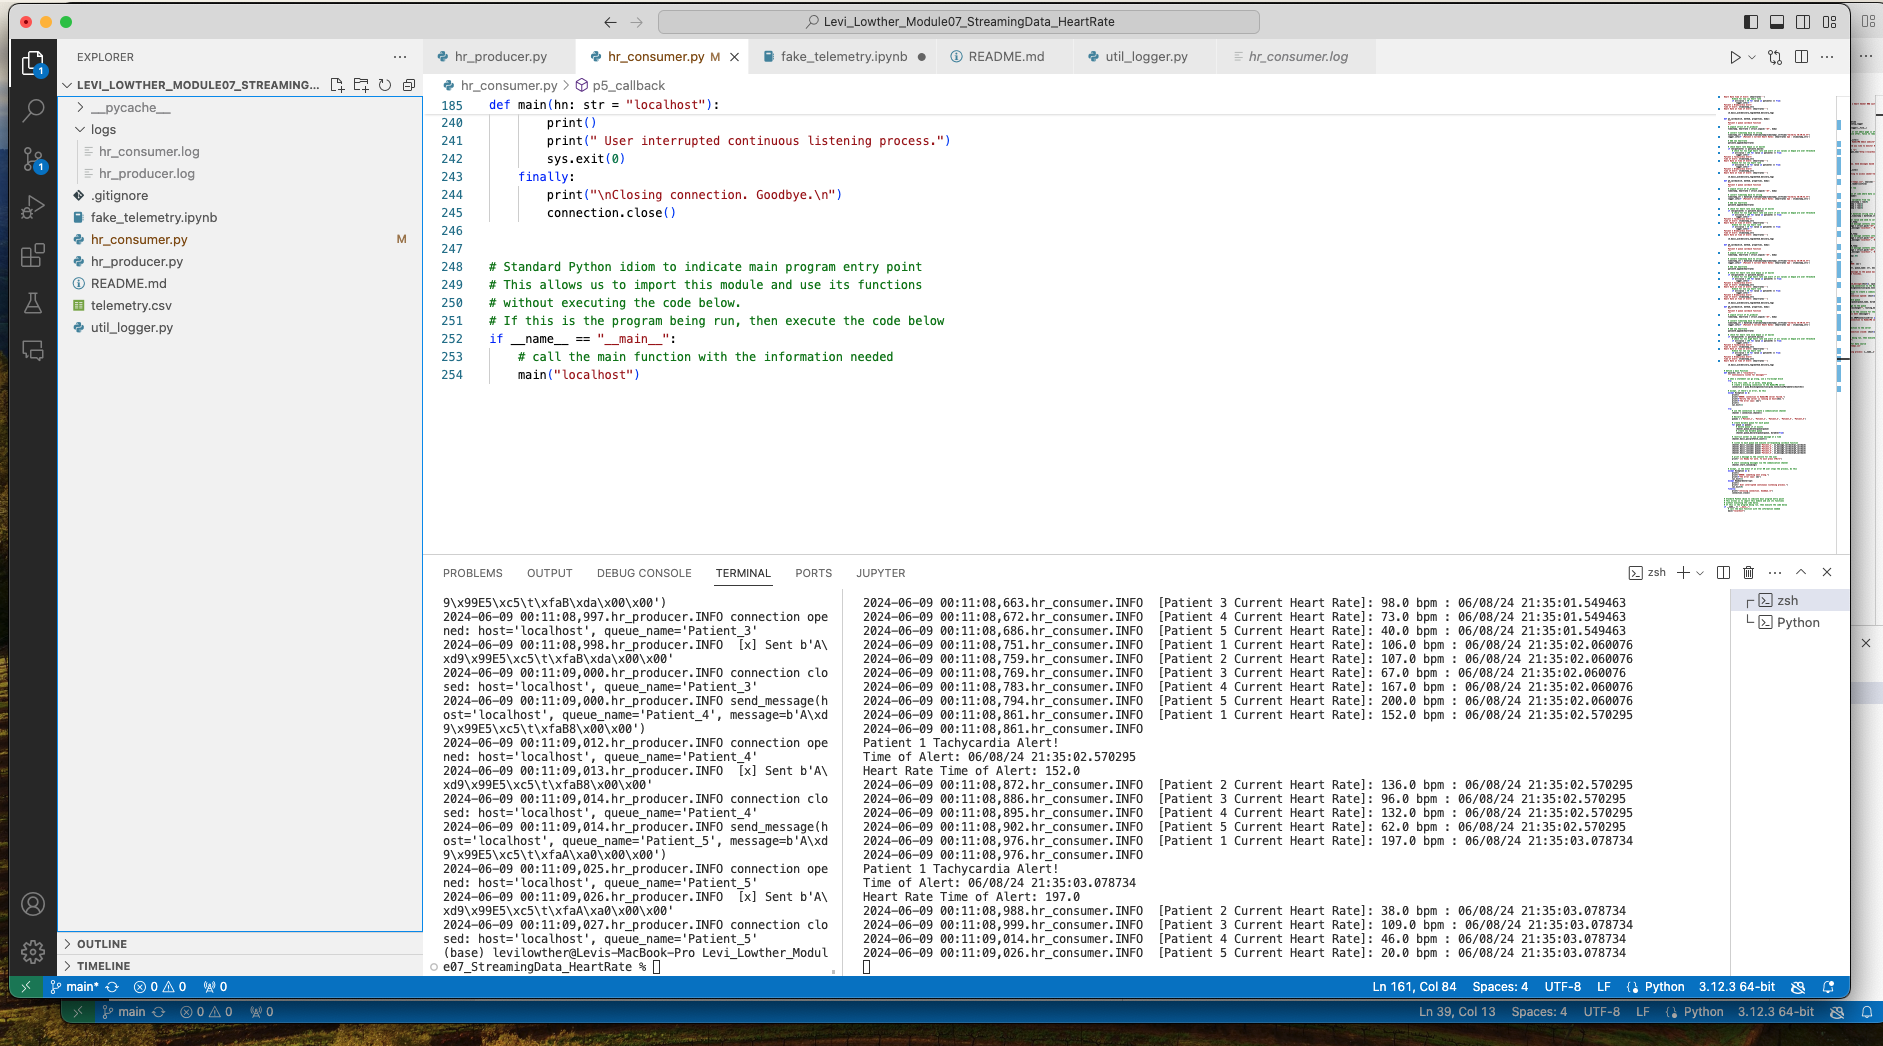 Levi_Lowther_Module07_StreamingData_HeartRate
EXPLORER
LEVI_LOWTHER_MODULE07_STREAMING...
__pycache__
logs
hr_consumer.log
hr_producer.log
.gitignore
fake_telemetry.ipynb
hr_consumer.py M
hr_producer.py
README.md
telemetry.csv
util_logger.py
OUTLINE
TIMELINE
1
1
hr_producer.py
hr_consumer.py M
fake_telemetry.ipynb
README.md
util_logger.py
hr_consumer.log
hr_consumer.py > p5_callback
185 def main(hn: str = "localhost"):
240 print()
241 print(" User interrupted continuous listening process.")
242 sys.exit(0)
243 finally:
244 print("\nClosing connection. Goodbye.\n")
245 connection.close()
246
247
248 # Standard Python idiom to indicate main program entry point
249 # This allows us to import this module and use its functions
250 # without executing the code below.
251 # If this is the program being run, then execute the code below
252 if __name__ == "__main__":
253 # call the main function with the information needed
254 main("localhost")
PROBLEMS OUTPUT DEBUG CONSOLE TERMINAL PORTS JUPYTER
zsh
9\x99E5\xc5\t\xfaB\xda\x00\x00')
2024-06-09 00:11:08,997.hr_producer.INFO connection ope
ned: host='localhost', queue_name='Patient_3'
2024-06-09 00:11:08,998.hr_producer.INFO  [x] Sent b'A\
xd9\x99E5\xc5\t\xfaB\xda\x00\x00'
2024-06-09 00:11:09,000.hr_producer.INFO connection clo
sed: host='localhost', queue_name='Patient_3'
2024-06-09 00:11:09,000.hr_producer.INFO send_message(h
ost='localhost', queue_name='Patient_4', message=b'A\xd
9\x99E5\xc5\t\xfaB8\x00\x00')
2024-06-09 00:11:09,012.hr_producer.INFO connection ope
ned: host='localhost', queue_name='Patient_4'
2024-06-09 00:11:09,013.hr_producer.INFO  [x] Sent b'A\
xd9\x99E5\xc5\t\xfaB8\x00\x00'
2024-06-09 00:11:09,014.hr_producer.INFO connection clo
sed: host='localhost', queue_name='Patient_4'
2024-06-09 00:11:09,014.hr_producer.INFO send_message(h
ost='localhost', queue_name='Patient_5', message=b'A\xd
9\x99E5\xc5\t\xfaA\xa0\x00\x00')
2024-06-09 00:11:09,025.hr_producer.INFO connection ope
ned: host='localhost', queue_name='Patient_5'
2024-06-09 00:11:09,026.hr_producer.INFO  [x] Sent b'A\
xd9\x99E5\xc5\t\xfaA\xa0\x00\x00'
2024-06-09 00:11:09,027.hr_producer.INFO connection clo
sed: host='localhost', queue_name='Patient_5'
(base) levilowther@Levis-MacBook-Pro Levi_Lowther_Modul
e07_StreamingData_HeartRate %
2024-06-09 00:11:08,663.hr_consumer.INFO  [Patient 3 Current Heart Rate]: 98.0 bpm : 06/08/24 21:35:01.549463
2024-06-09 00:11:08,672.hr_consumer.INFO  [Patient 4 Current Heart Rate]: 73.0 bpm : 06/08/24 21:35:01.549463
2024-06-09 00:11:08,686.hr_consumer.INFO  [Patient 5 Current Heart Rate]: 40.0 bpm : 06/08/24 21:35:01.549463
2024-06-09 00:11:08,751.hr_consumer.INFO  [Patient 1 Current Heart Rate]: 106.0 bpm : 06/08/24 21:35:02.060076
2024-06-09 00:11:08,759.hr_consumer.INFO  [Patient 2 Current Heart Rate]: 107.0 bpm : 06/08/24 21:35:02.060076
2024-06-09 00:11:08,769.hr_consumer.INFO  [Patient 3 Current Heart Rate]: 67.0 bpm : 06/08/24 21:35:02.060076
2024-06-09 00:11:08,783.hr_consumer.INFO  [Patient 4 Current Heart Rate]: 167.0 bpm : 06/08/24 21:35:02.060076
2024-06-09 00:11:08,794.hr_consumer.INFO  [Patient 5 Current Heart Rate]: 200.0 bpm : 06/08/24 21:35:02.060076
2024-06-09 00:11:08,861.hr_consumer.INFO  [Patient 1 Current Heart Rate]: 152.0 bpm : 06/08/24 21:35:02.570295
2024-06-09 00:11:08,861.hr_consumer.INFO
Patient 1 Tachycardia Alert!
Time of Alert: 06/08/24 21:35:02.570295
Heart Rate Time of Alert: 152.0
2024-06-09 00:11:08,872.hr_consumer.INFO  [Patient 2 Current Heart Rate]: 136.0 bpm : 06/08/24 21:35:02.570295
2024-06-09 00:11:08,886.hr_consumer.INFO  [Patient 3 Current Heart Rate]: 96.0 bpm : 06/08/24 21:35:02.570295
2024-06-09 00:11:08,895.hr_consumer.INFO  [Patient 4 Current Heart Rate]: 132.0 bpm : 06/08/24 21:35:02.570295
2024-06-09 00:11:08,902.hr_consumer.INFO  [Patient 5 Current Heart Rate]: 62.0 bpm : 06/08/24 21:35:02.570295
2024-06-09 00:11:08,976.hr_consumer.INFO  [Patient 1 Current Heart Rate]: 197.0 bpm : 06/08/24 21:35:03.078734
2024-06-09 00:11:08,976.hr_consumer.INFO
Patient 1 Tachycardia Alert!
Time of Alert: 06/08/24 21:35:03.078734
Heart Rate Time of Alert: 197.0
2024-06-09 00:11:08,988.hr_consumer.INFO  [Patient 2 Current Heart Rate]: 38.0 bpm : 06/08/24 21:35:03.078734
2024-06-09 00:11:08,999.hr_consumer.INFO  [Patient 3 Current Heart Rate]: 109.0 bpm : 06/08/24 21:35:03.078734
2024-06-09 00:11:09,014.hr_consumer.INFO  [Patient 4 Current Heart Rate]: 46.0 bpm : 06/08/24 21:35:03.078734
2024-06-09 00:11:09,026.hr_consumer.INFO  [Patient 5 Current Heart Rate]: 20.0 bpm : 06/08/24 21:35:03.078734
zsh
Python
main* 0 0 0 Ln 161, Col 84 Spaces: 4 UTF-8 LF Python 3.12.3 64-bit
main 0 0 0 Ln 39, Col 13 Spaces: 4 UTF-8 LF Python 3.12.3 64-bit